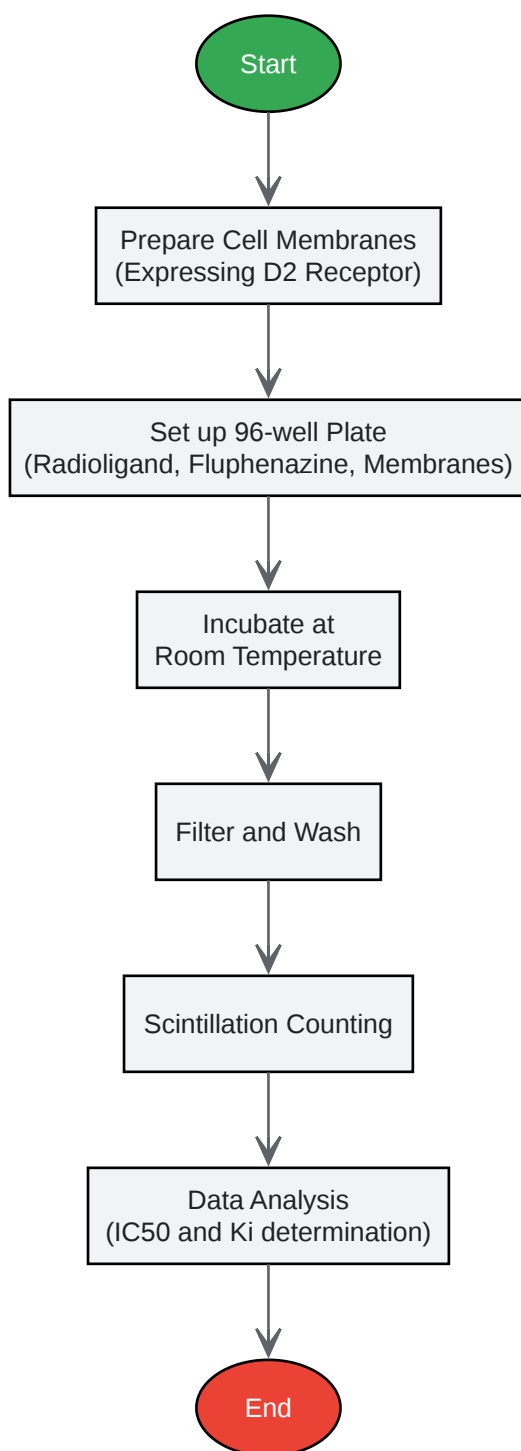 Start
Prepare Cell Membranes
(Expressing D2 Receptor)
Set up 96-well Plate
(Radioligand, Fluphenazine, Membranes)
Incubate at
Room Temperature
Filter and Wash
Scintillation Counting
Data Analysis
(IC50 and Ki determination)
End